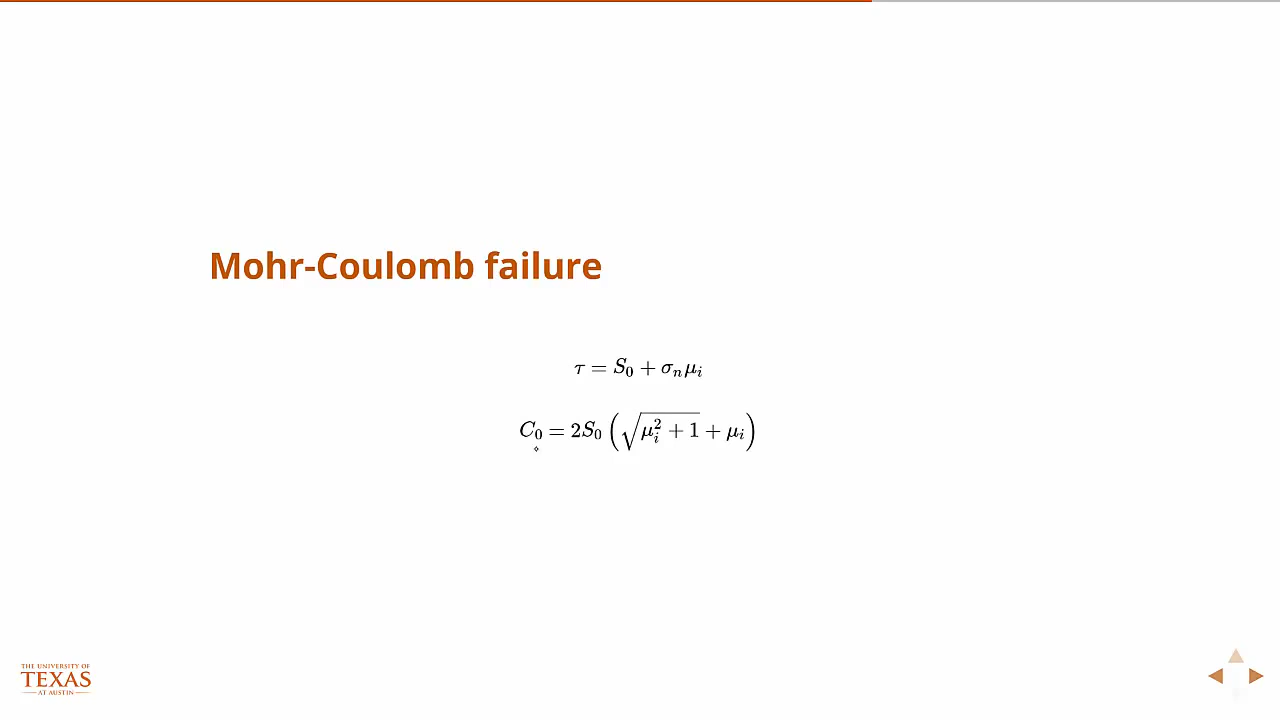 Mohr-Coulomb failure
τ = S₀ + σₙμᵢ
C₀ = 2S₀ (√(μᵢ² + 1) + μᵢ)
THE UNIVERSITY OF
TEXAS
AT AUSTIN